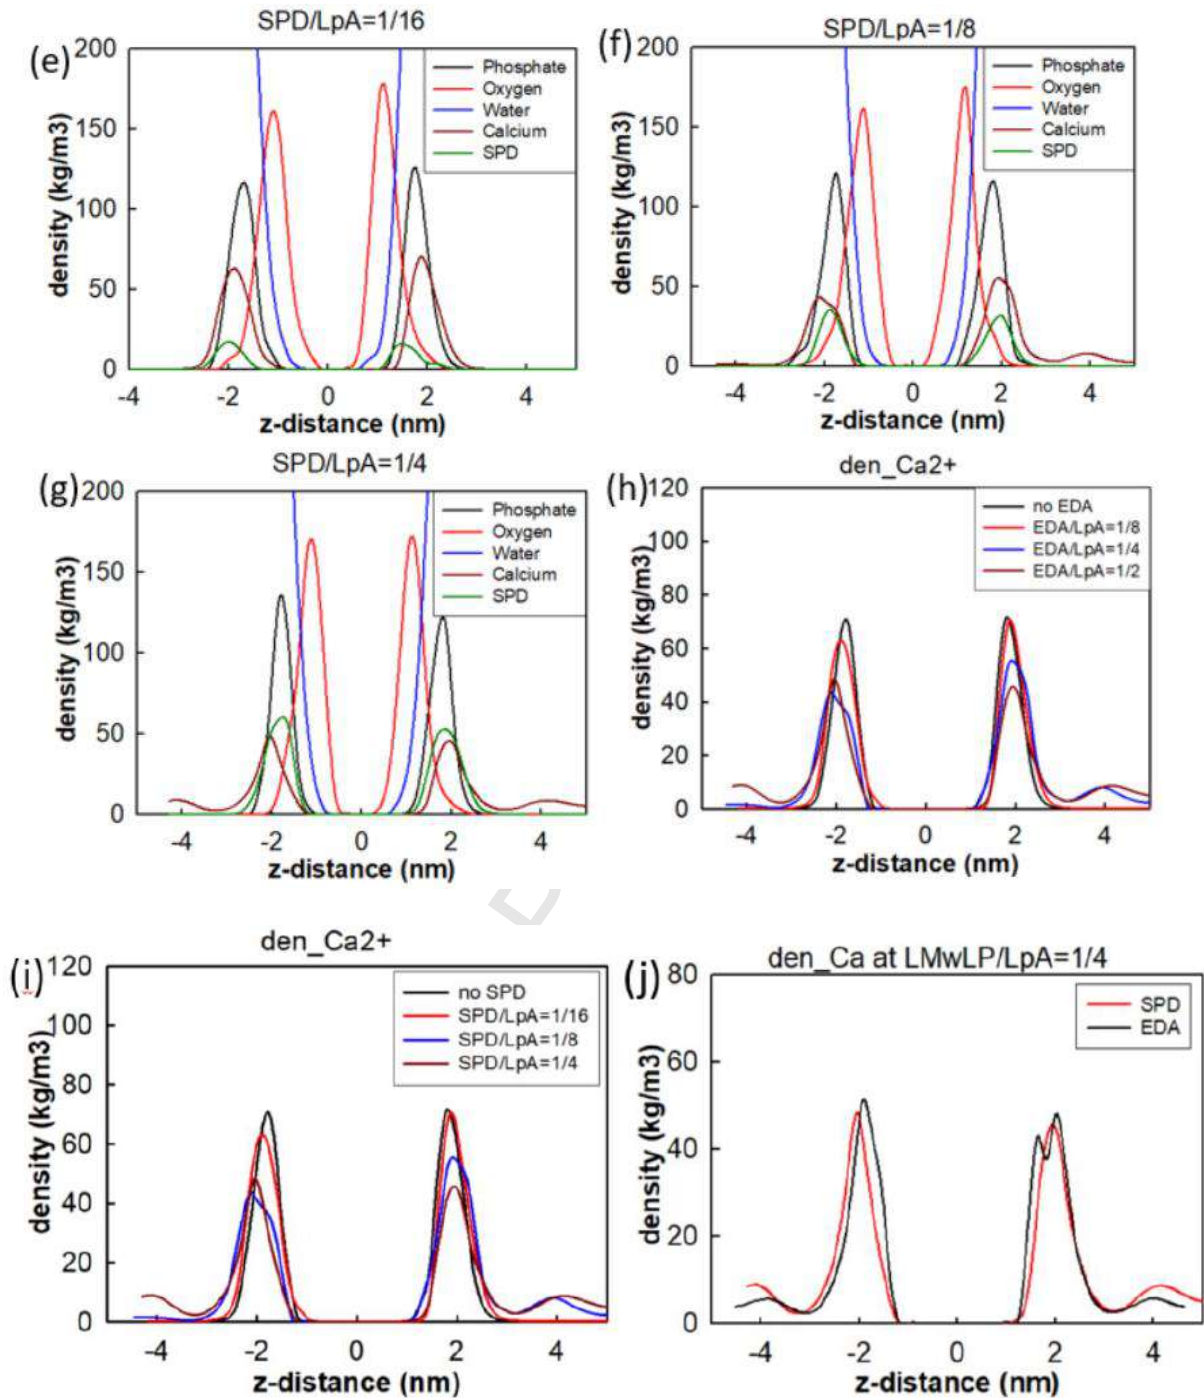 (e)
SPD/LpA=1/16
200
150
100
50
0
density (kg/m3)
Phosphate
Oxygen
Water
Calcium
SPD
-4 -2 0 2 4
z-distance (nm)
(f)
SPD/LpA=1/8
200
150
100
50
0
density (kg/m3)
Phosphate
Oxygen
Water
Calcium
SPD
-4 -2 0 2 4
z-distance (nm)
(g)
SPD/LpA=1/4
200
150
100
50
0
density (kg/m3)
Phosphate
Oxygen
Water
Calcium
SPD
-4 -2 0 2 4
z-distance (nm)
(h)
den_Ca2+
120
100
80
60
40
20
0
density (kg/m3)
no EDA
EDA/LpA=1/8
EDA/LpA=1/4
EDA/LpA=1/2
-4 -2 0 2 4
z-distance (nm)
(i)
den_Ca2+
120
100
80
60
40
20
0
density (kg/m3)
no SPD
SPD/LpA=1/16
SPD/LpA=1/8
SPD/LpA=1/4
-4 -2 0 2 4
z-distance (nm)
(j)
den_Ca at LMwLP/LpA=1/4
80
60
40
20
0
density (kg/m3)
SPD
EDA
-4 -2 0 2 4
z-distance (nm)